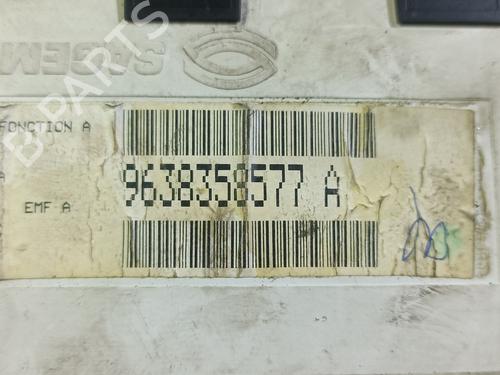 SAGEM
FONCTION A
A
9638358577 A
EMF A
B-PARTS